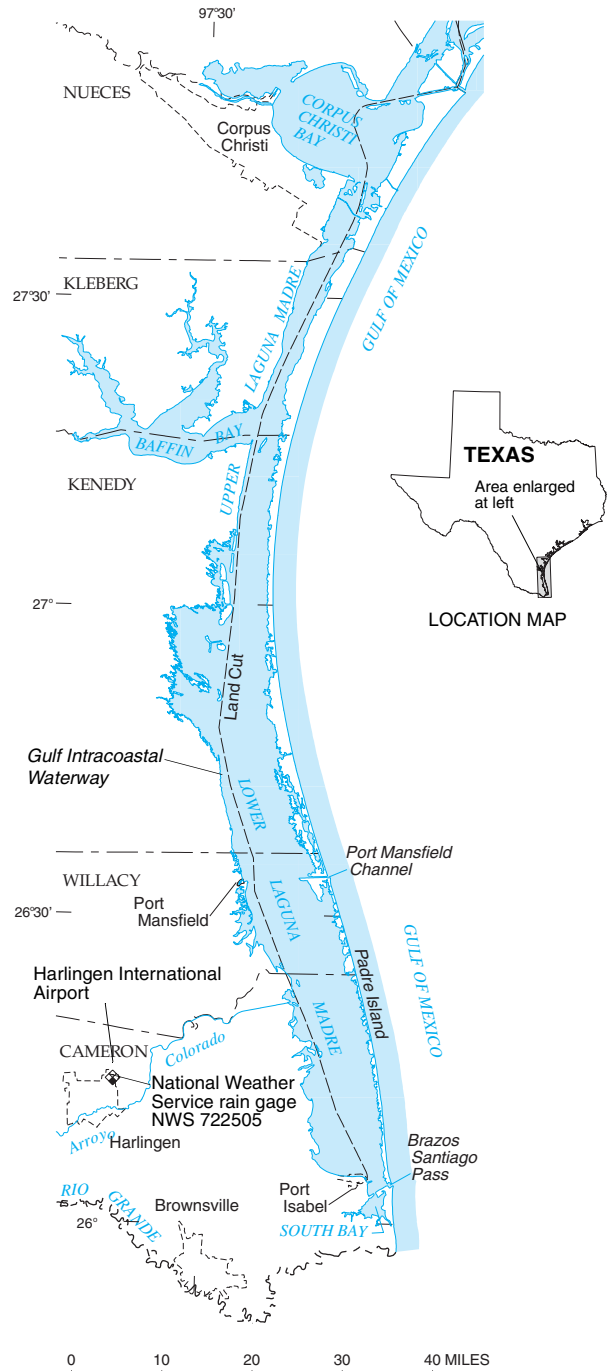 97°30'
NUECES
CORPUS
CHRISTI
BAY
Corpus
Christi
GULF OF MEXICO
KLEBERG
27°30'
UPPER LAGUNA MADRE
BAFFIN BAY
KENEDY
TEXAS
Area enlarged
at left
LOCATION MAP
27°
Land Cut
Gulf Intracoastal
Waterway
LOWER LAGUNA MADRE
Port Mansfield
Channel
WILLACY
Port
Mansfield
26°30'
GULF OF MEXICO
Padre Island
Harlingen International
Airport
CAMERON
Arroyo Colorado
National Weather
Service rain gage
NWS 722505
Harlingen
Brazos
Santiago
Pass
Port
Isabel
RIO GRANDE
26°
Brownsville
SOUTH BAY
0 10 20 30 40 MILES